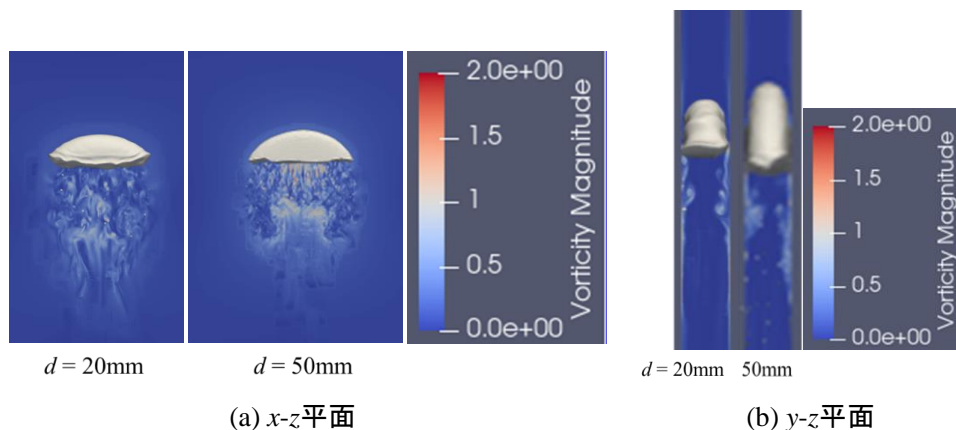 2.0e+00
1.5
1
0.5
0.0e+00
Vorticity Magnitude
d = 20mm
d = 50mm
(a) x-z平面
2.0e+00
1.5
1
0.5
0.0e+00
Vorticity Magnitude
d = 20mm 50mm
(b) y-z平面